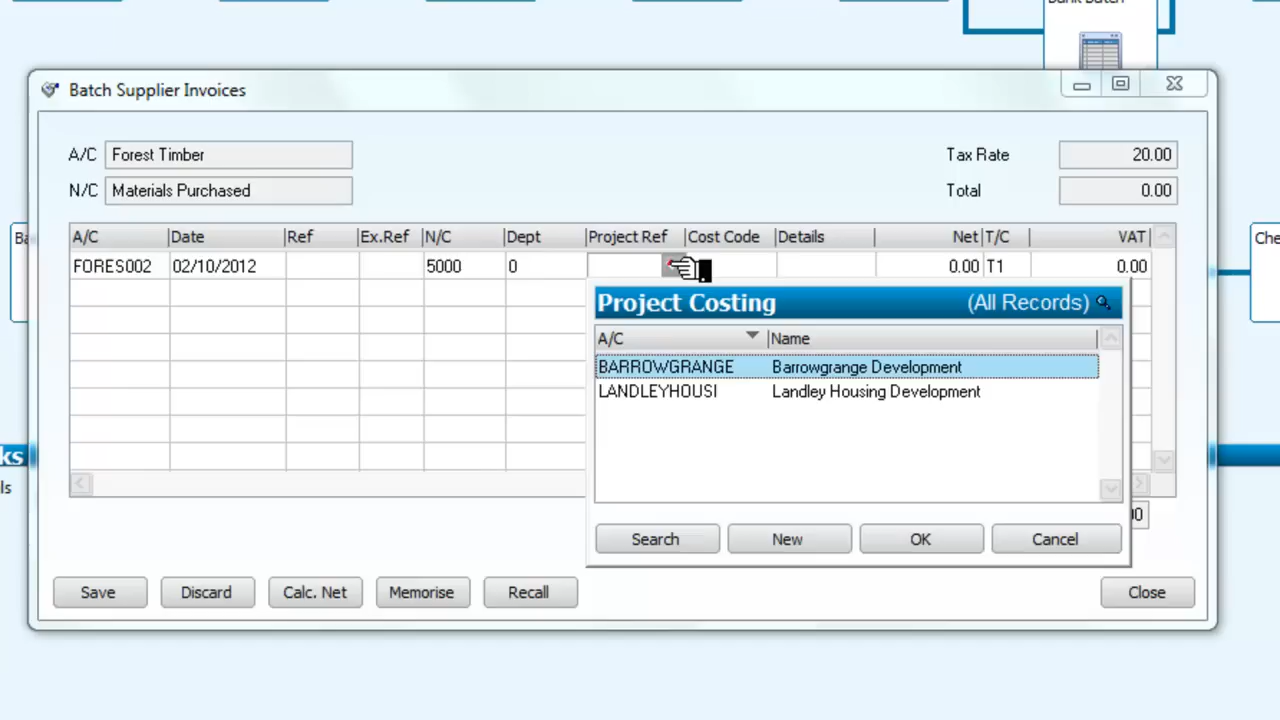 Bank Batch
Batch Supplier Invoices
A/C Forest Timber Tax Rate 20.00
N/C Materials Purchased Total 0.00
A/C Date Ref Ex.Ref N/C Dept Project Ref Cost Code Details Net T/C VAT
FORES002 02/10/2012 5000 0 0.00 T1 0.00
Project Costing (All Records)
A/C Name
BARROWGRANGE Barrowgrange Development
LANDLEYHOUSI Landley Housing Development
Search New OK Cancel
Save Discard Calc. Net Memorise Recall Close
Ba
Che
ks
ls